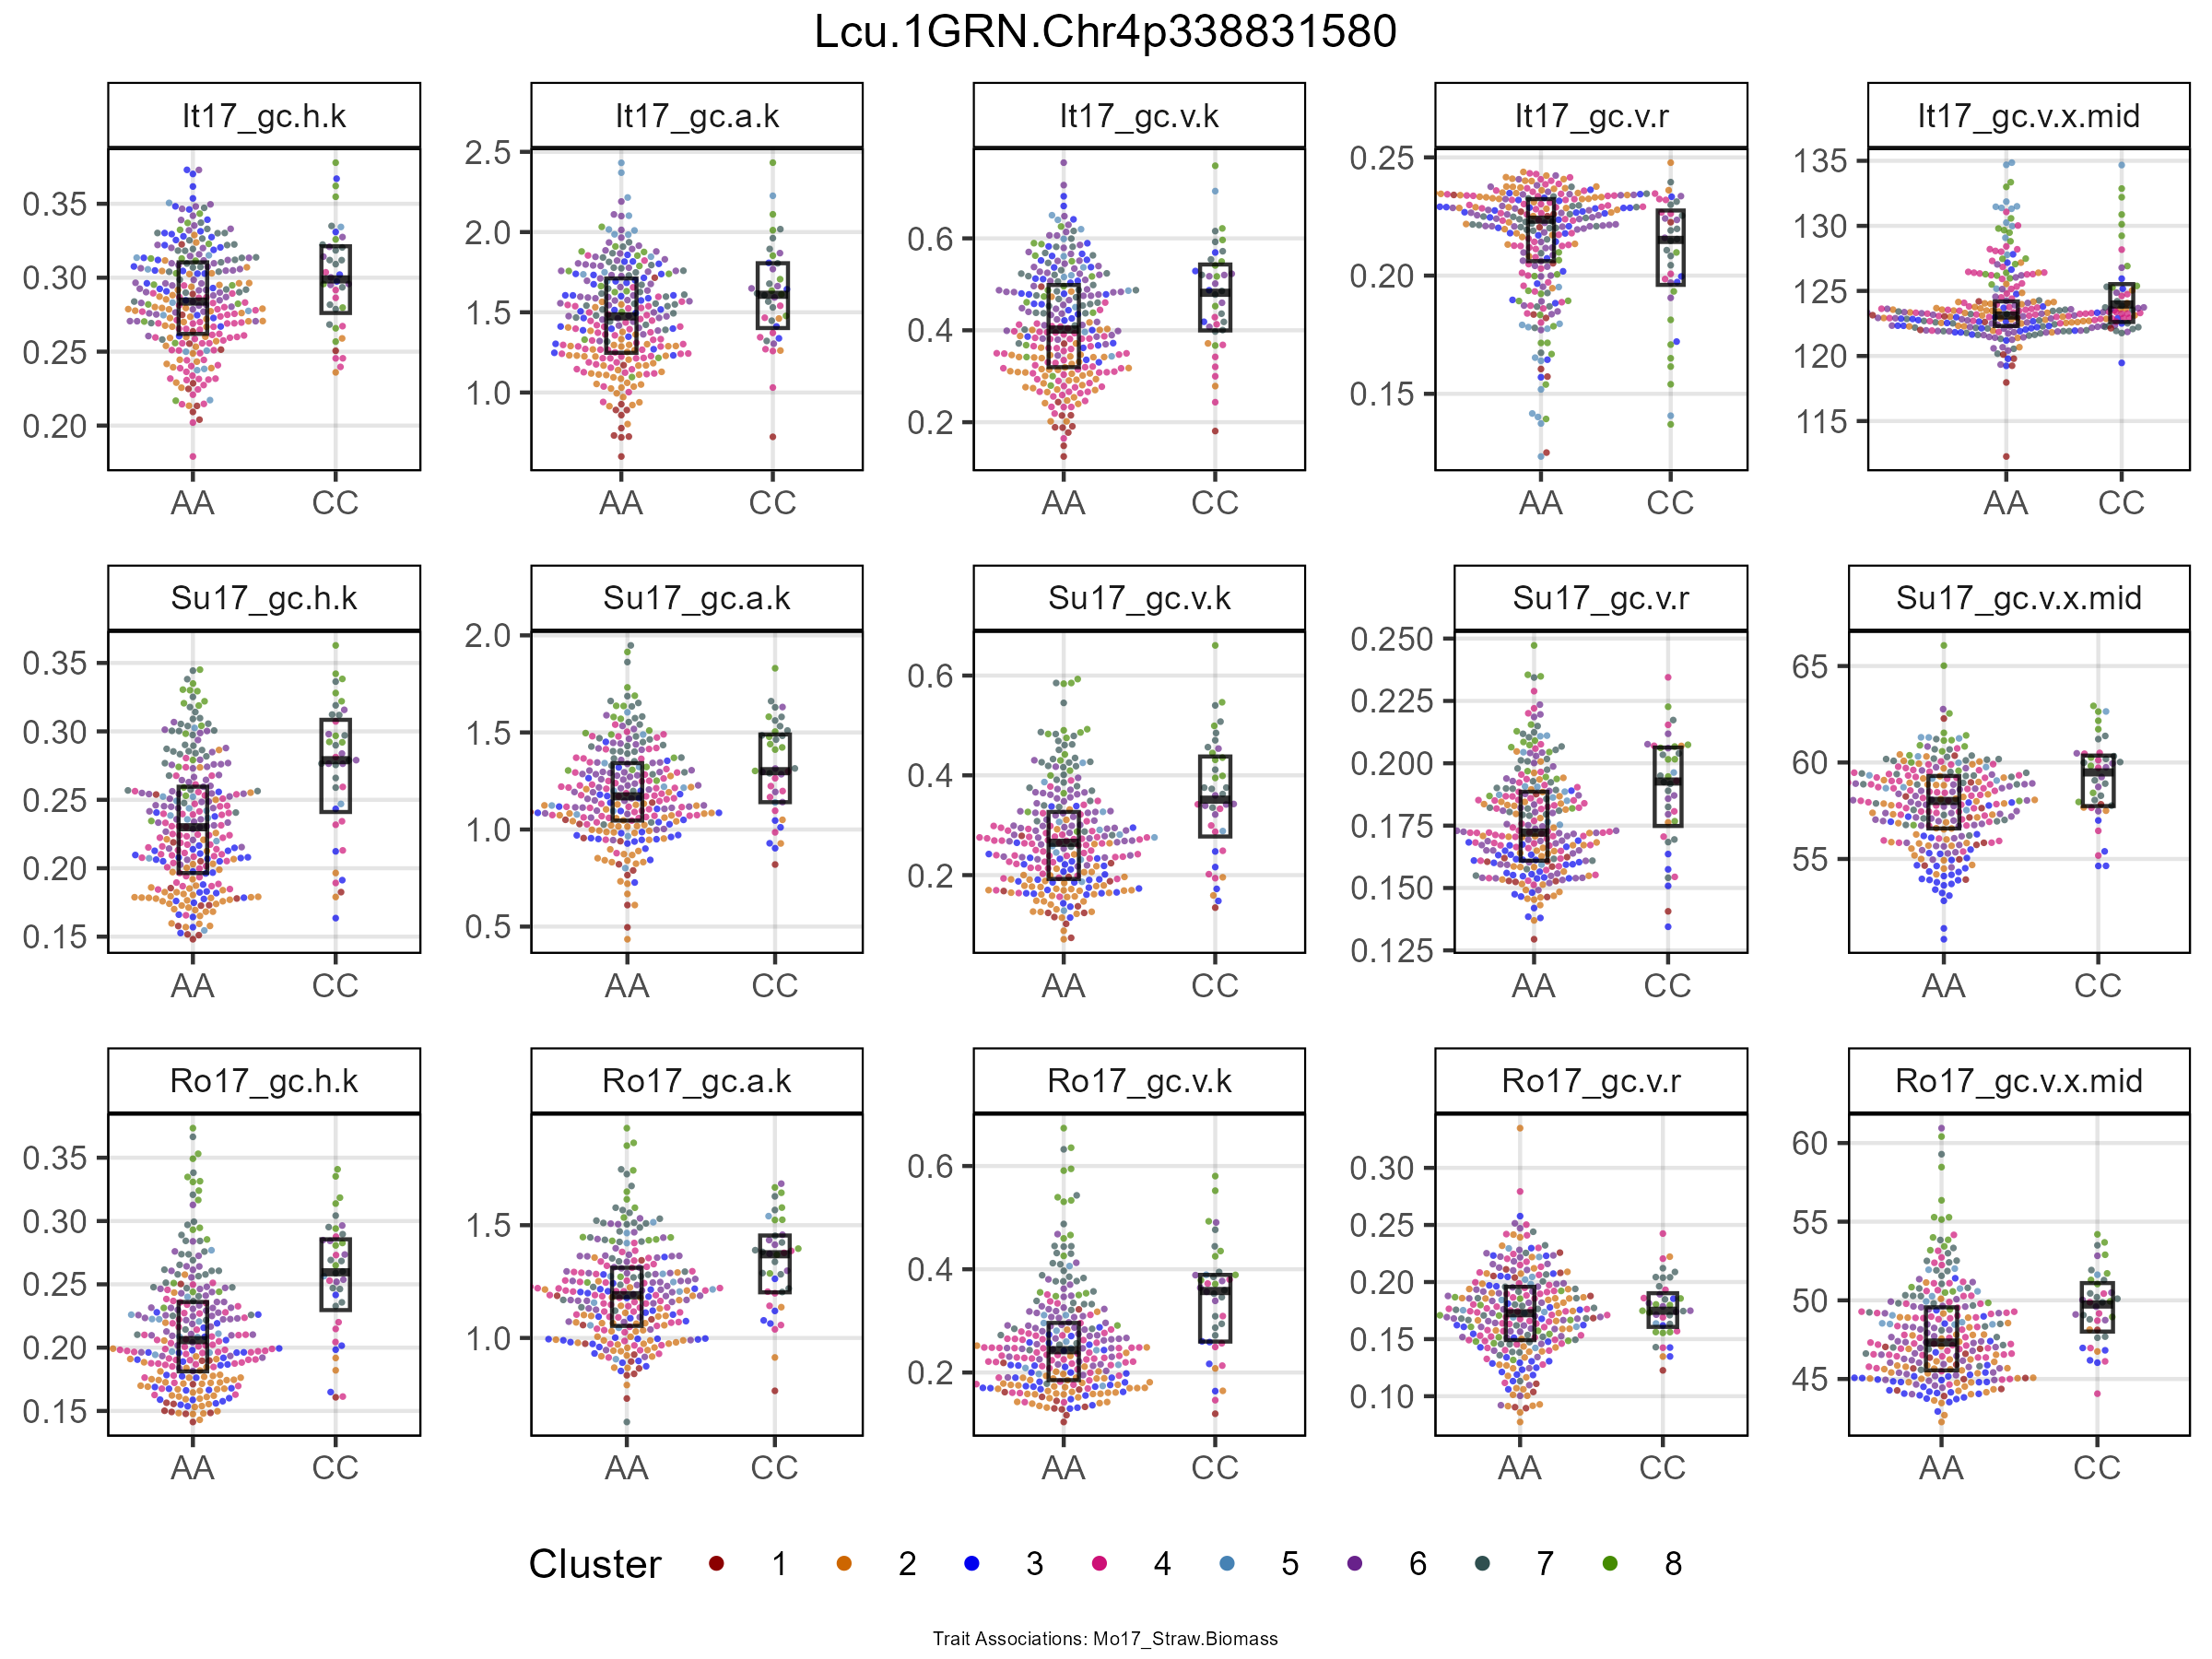 Lcu.1GRN.Chr4p338831580
It17_gc.h.k It17_gc.a.k It17_gc.v.k It17_gc.v.r It17_gc.v.x.mid
0.35 0.30 0.25 0.20
2.5 2.0 1.5 1.0
0.6 0.4 0.2
0.25 0.20 0.15
135 130 125 120 115
AA CC AA CC AA CC AA CC AA CC
Su17_gc.h.k Su17_gc.a.k Su17_gc.v.k Su17_gc.v.r Su17_gc.v.x.mid
0.35 0.30 0.25 0.20 0.15
2.0 1.5 1.0 0.5
0.6 0.4 0.2
0.250 0.225 0.200 0.175 0.150 0.125
65 60 55
AA CC AA CC AA CC AA CC AA CC
Ro17_gc.h.k Ro17_gc.a.k Ro17_gc.v.k Ro17_gc.v.r Ro17_gc.v.x.mid
0.35 0.30 0.25 0.20 0.15
1.5 1.0
0.6 0.4 0.2
0.30 0.25 0.20 0.15 0.10
60 55 50 45
AA CC AA CC AA CC AA CC AA CC
Cluster 1 2 3 4 5 6 7 8
Trait Associations: Mo17_Straw.Biomass